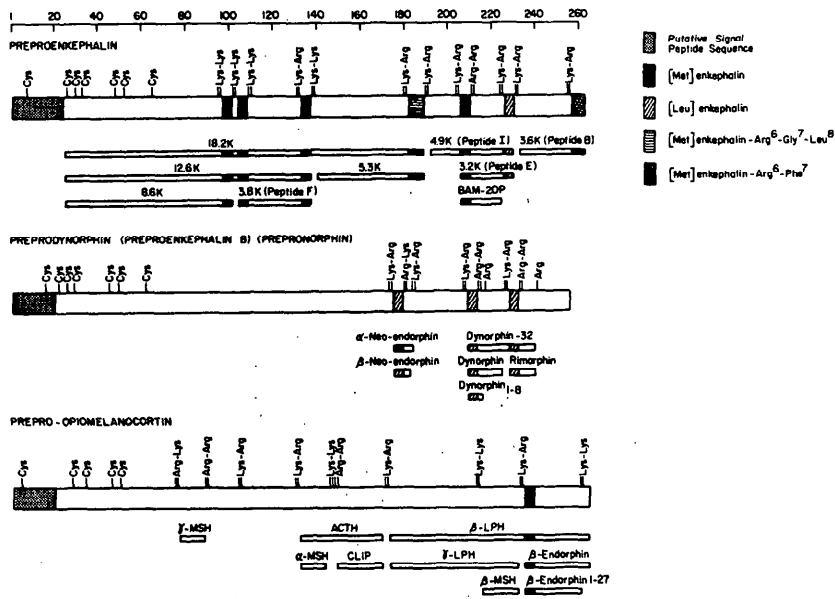 1 20 40 60 80 100 120 140 160 180 200 220 240 260
PREPROENKEPHALIN
Cys Cys Cys Cys Cys Cys Cys Lys-Lys Cys-Lys Lys-Lys Lys-Arg Lys-Lys Lys-Arg Lys-Arg Lys-Arg Arg-Arg Lys-Arg Lys-Arg Lys-Arg
18.2K 4.9K (Peptide I) 3.6K (Peptide B)
12.6K 5.3K 3.2K (Peptide E)
8.6K 3.8K (Peptide F) BAM-20P
Putative Signal
Peptide Sequence
[Met] enkephalin
[Leu] enkephalin
[Met] enkephalin-Arg6-Gly7-Leu8
[Met] enkephalin-Arg6-Phe7
PREPRODYNORPHIN (PREPROENKEPHALIN B) (PREPRONORPHIN)
Cys Cys Cys Cys Cys Cys Cys Lys-Arg Arg-Lys Lys-Arg Lys-Arg Arg-Arg Arg Lys-Arg Arg-Arg Arg
α-Neo-endorphin Dynorphin-32
β-Neo-endorphin Dynorphin Rimorphin
Dynorphin 1-8
PREPRO-OPIOMELANOCORTIN
Cys Cys Cys Cys Cys Arg-Lys Arg-Arg Lys-Arg Lys-Arg Lys-Lys Arg-Arg Lys-Arg Lys-Lys Lys-Arg Lys-Lys
γ-MSH ACTH β-LPH
α-MSH CLIP γ-LPH β-Endorphin
β-MSH β-Endorphin 1-27